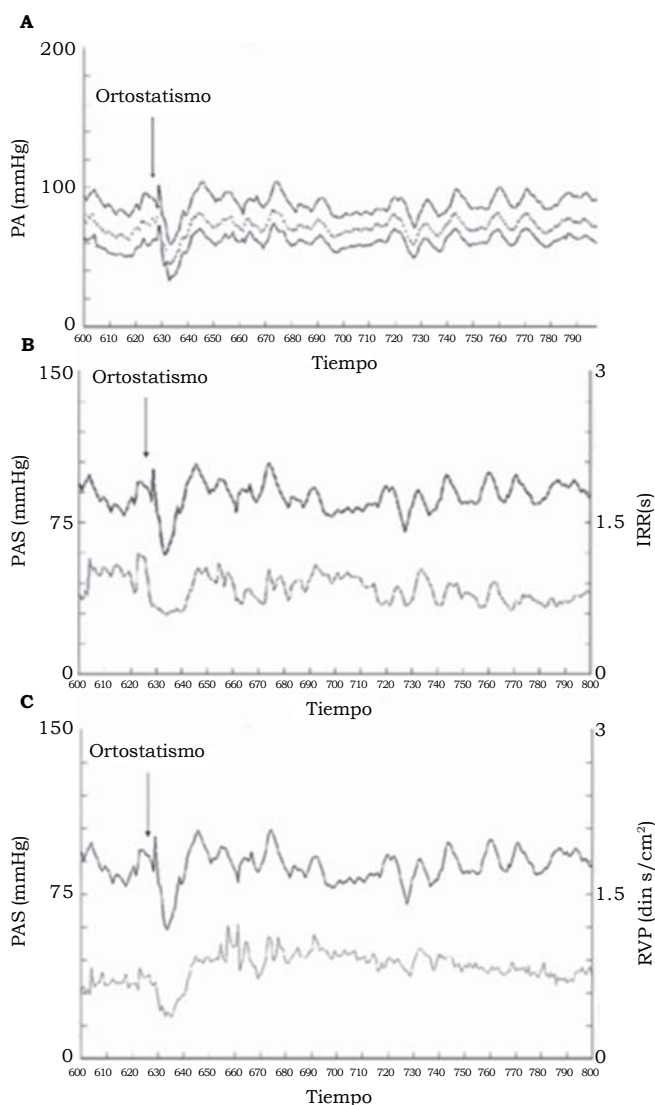 A
200
Ortostatismo
PA (mmHg)
100
0
600 610 620 630 640 650 660 670 680 690 700 710 720 730 740 750 760 770 780 790
Tiempo
B
150
3
Ortostatismo
PAS (mmHg)
IRR(s)
75
1.5
0
0
600 610 620 630 640 650 660 670 680 690 700 710 720 730 740 750 760 770 780 790 800
Tiempo
C
150
3
Ortostatismo
PAS (mmHg)
RVP (din s/cm²)
75
1.5
0
0
600 610 620 630 640 650 660 670 680 690 700 710 720 730 740 750 760 770 780 790 800
Tiempo